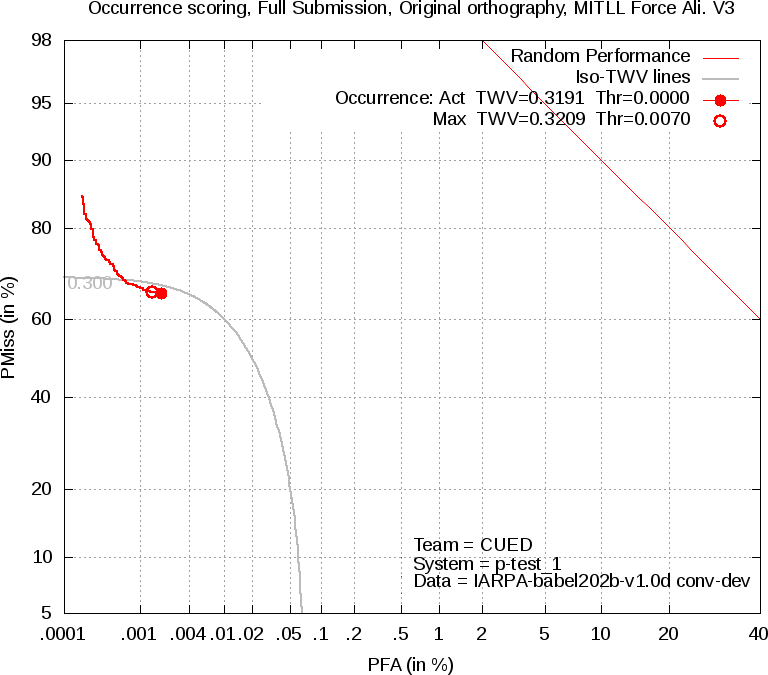 Occurrence scoring, Full Submission, Original orthography, MITLL Force Ali. V3
98
95
90
80
60
40
20
10
5
PMiss (in %)
Random Performance
Iso-TWV lines
Occurrence: Act TWV=0.3191 Thr=0.0000
Max TWV=0.3209 Thr=0.0070
0.300
Team = CUED
System = p-test_1
Data = IARPA-babel202b-v1.0d conv-dev
.0001 .001 .004 .01 .02 .05 .1 .2 .5 1 2 5 10 20 40
PFA (in %)